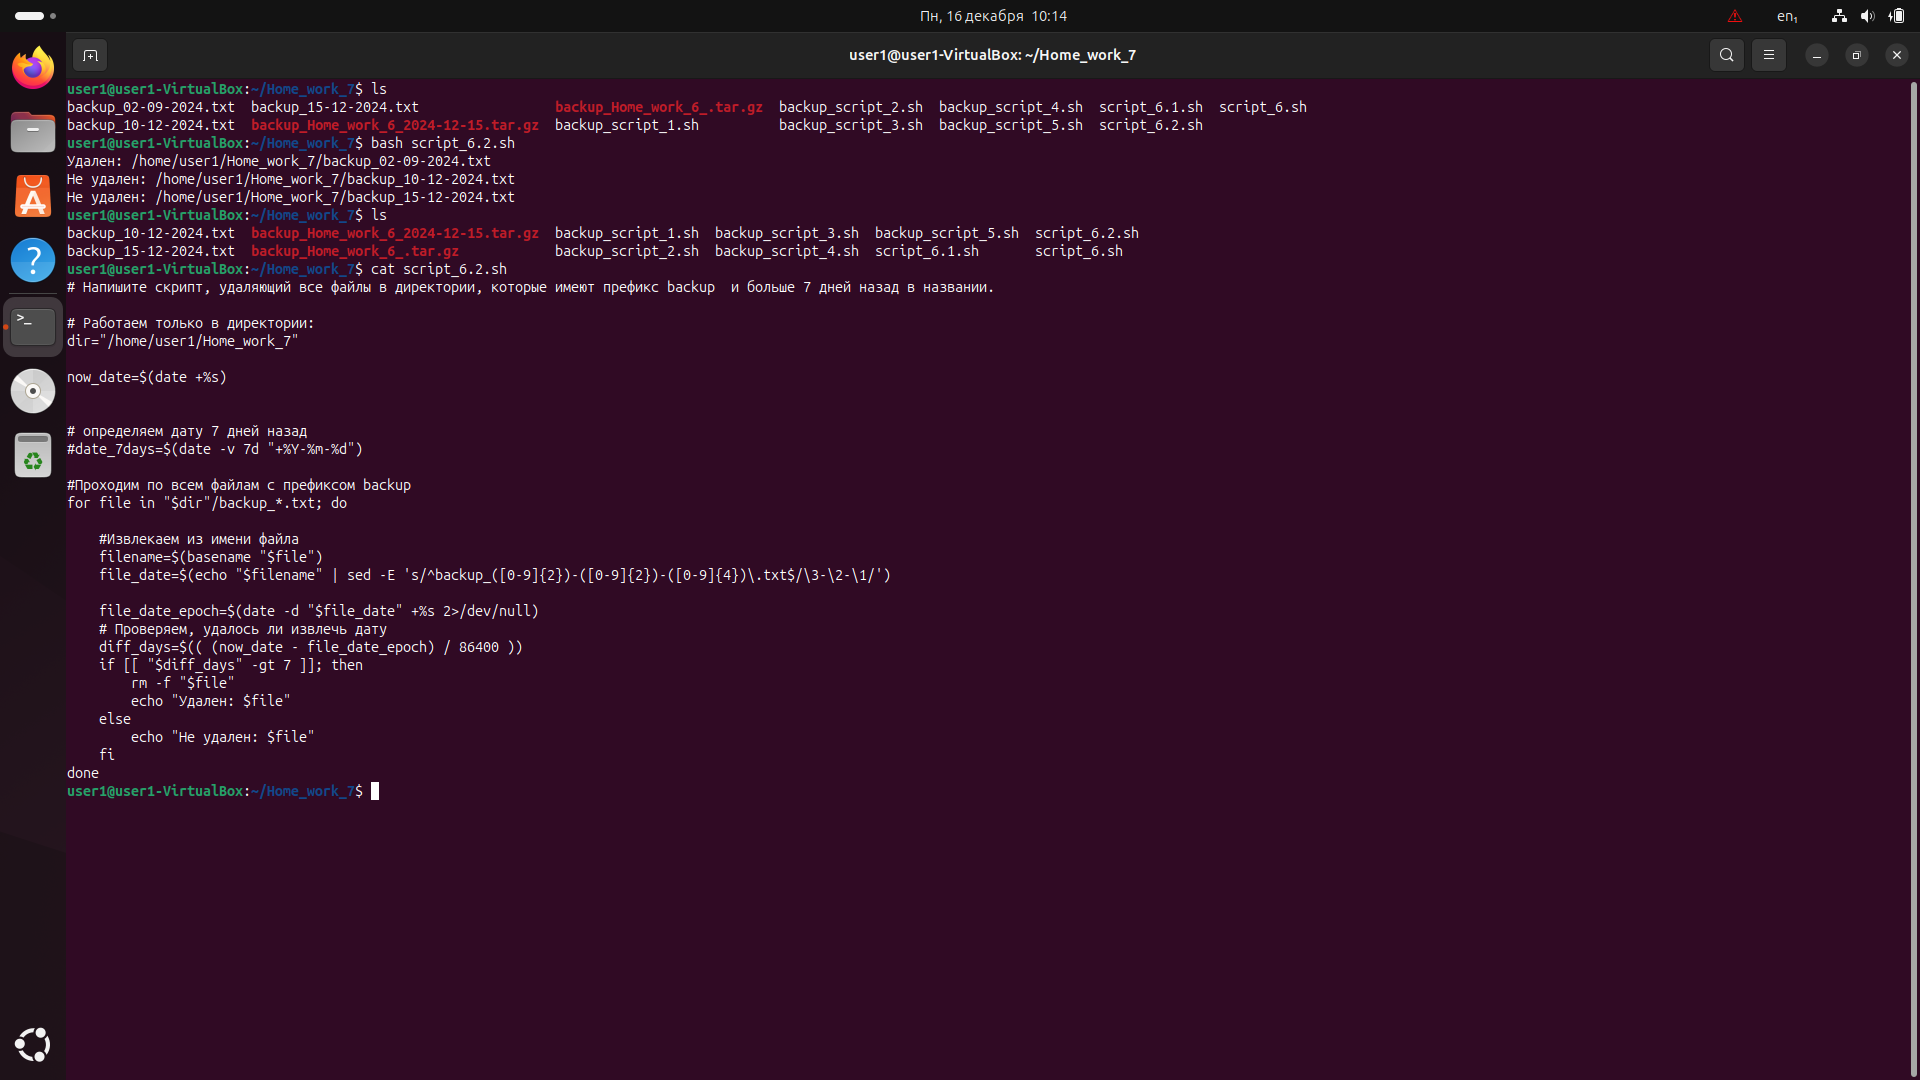 Пн, 16 декабря 10:14
en₁
user1@user1-VirtualBox: ~/Home_work_7
user1@user1-VirtualBox:~/Home_work_7$ ls
backup_02-09-2024.txt  backup_15-12-2024.txt                 backup_Home_work_6_.tar.gz  backup_script_2.sh  backup_script_4.sh  script_6.1.sh  script_6.sh
backup_10-12-2024.txt  backup_Home_work_6_2024-12-15.tar.gz  backup_script_1.sh          backup_script_3.sh  backup_script_5.sh  script_6.2.sh
user1@user1-VirtualBox:~/Home_work_7$ bash script_6.2.sh
Удален: /home/user1/Home_work_7/backup_02-09-2024.txt
Не удален: /home/user1/Home_work_7/backup_10-12-2024.txt
Не удален: /home/user1/Home_work_7/backup_15-12-2024.txt
user1@user1-VirtualBox:~/Home_work_7$ ls
backup_10-12-2024.txt  backup_Home_work_6_2024-12-15.tar.gz  backup_script_1.sh  backup_script_3.sh  backup_script_5.sh  script_6.2.sh
backup_15-12-2024.txt  backup_Home_work_6_.tar.gz            backup_script_2.sh  backup_script_4.sh  script_6.1.sh       script_6.sh
user1@user1-VirtualBox:~/Home_work_7$ cat script_6.2.sh
# Напишите скрипт, удаляющий все файлы в директории, которые имеют префикс backup  и больше 7 дней назад в названии.

# Работаем только в директории:
dir="/home/user1/Home_work_7"

now_date=$(date +%s)


# определяем дату 7 дней назад
#date_7days=$(date -v 7d "+%Y-%m-%d")

#Проходим по всем файлам с префиксом backup
for file in "$dir"/backup_*.txt; do

    #Извлекаем из имени файла
    filename=$(basename "$file")
    file_date=$(echo "$filename" | sed -E 's/^backup_([0-9]{2})-([0-9]{2})-([0-9]{4})\.txt$/\3-\2-\1/')

    file_date_epoch=$(date -d "$file_date" +%s 2>/dev/null)
    # Проверяем, удалось ли извлечь дату
    diff_days=$(( (now_date - file_date_epoch) / 86400 ))
    if [[ "$diff_days" -gt 7 ]]; then
        rm -f "$file"
        echo "Удален: $file"
    else
        echo "Не удален: $file"
    fi
done
user1@user1-VirtualBox:~/Home_work_7$